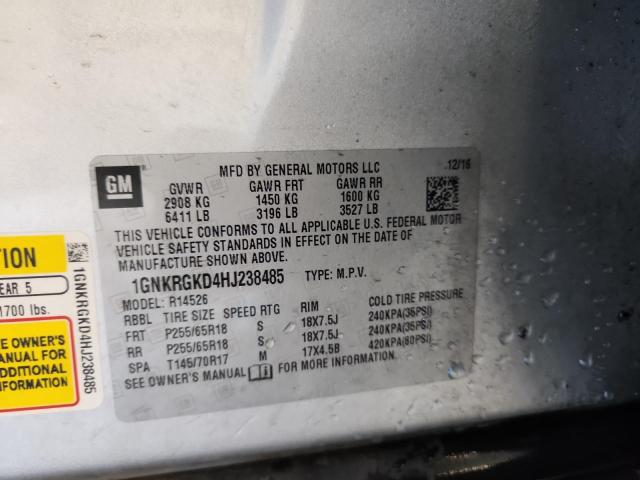 GM
MFD BY GENERAL MOTORS LLC
12/16
GVWR GAWR FRT GAWR RR
2908 KG 1450 KG 1600 KG
6411 LB 3196 LB 3527 LB
THIS VEHICLE CONFORMS TO ALL APPLICABLE U.S. FEDERAL MOTOR
VEHICLE SAFETY STANDARDS IN EFFECT ON THE DATE OF
MANUFACTURE SHOWN ABOVE.
1GNKRGKD4HJ238485 TYPE: M.P.V.
MODEL: R14526
RBBL TIRE SIZE SPEED RTG RIM COLD TIRE PRESSURE
FRT P255/65R18 S 18X7.5J 240KPA(35PSI)
RR P255/65R18 S 18X7.5J 240KPA(35PSI)
SPA T145/70R17 M 17X4.5B 420KPA(60PSI)
SEE OWNER'S MANUAL FOR MORE INFORMATION
TION
EAR 5
1700 lbs.
E OWNER'S
ANUAL FOR
ADDITIONAL
ORMATION
1GNKRGKD4HJ238485